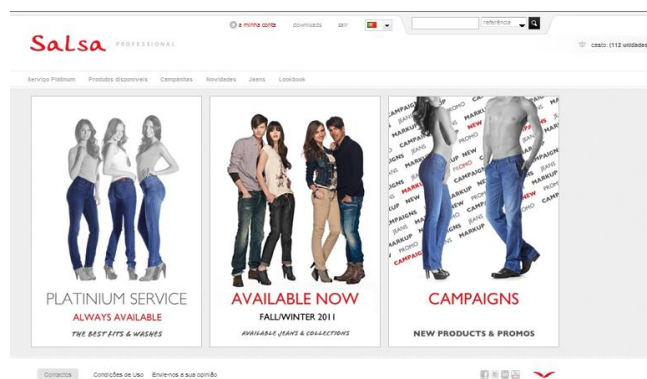 a minha conta downloads sair referência
Salsa PROFESSIONAL
cesto: (112 unidades
Serviço Platinum Produtos disponíveis Campanhas Novidades Jeans Lookbook
PLATINIUM SERVICE
ALWAYS AVAILABLE
THE BEST FITS & WASHES
AVAILABLE NOW
FALL/WINTER 2011
AVAILABLE JEANS & COLLECTIONS
CAMPAIGNS
NEW PRODUCTS & PROMOS
Contactos Condições de Uso Envie-nos a sua opinião